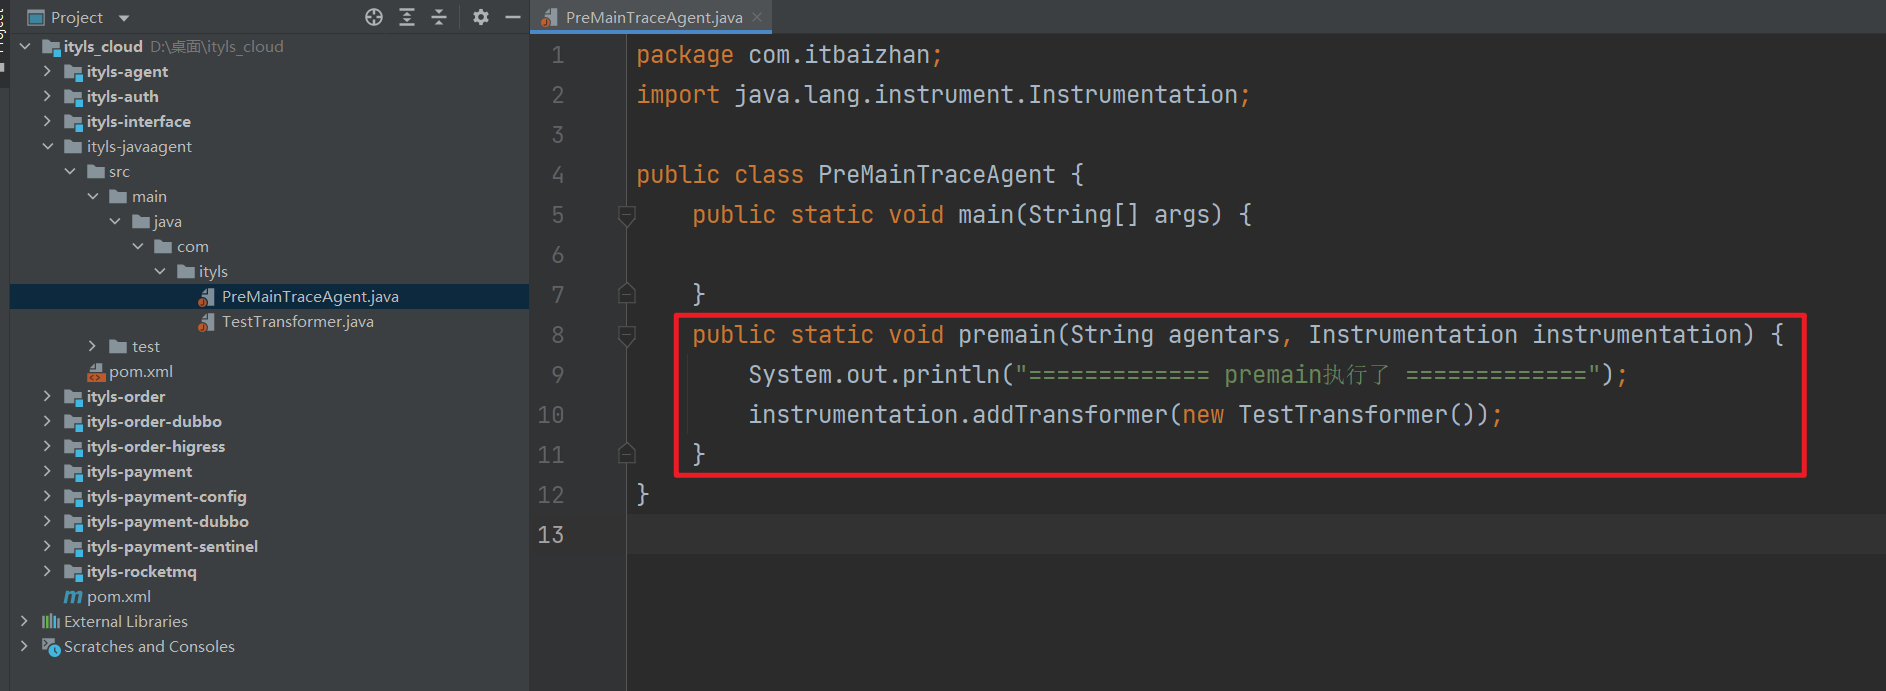 Project
ityls_cloud D:\桌面\ityls_cloud
ityls-agent
ityls-auth
ityls-interface
ityls-javaagent
src
main
java
com
ityls
PreMainTraceAgent.java
TestTransformer.java
test
pom.xml
ityls-order
ityls-order-dubbo
ityls-order-higress
ityls-payment
ityls-payment-config
ityls-payment-dubbo
ityls-payment-sentinel
ityls-rocketmq
pom.xml
External Libraries
Scratches and Consoles
PreMainTraceAgent.java
1 package com.itbaizhan;
2 import java.lang.instrument.Instrumentation;
3
4 public class PreMainTraceAgent {
5 public static void main(String[] args) {
6
7 }
8 public static void premain(String agentars, Instrumentation instrumentation) {
9 System.out.println("============= premain执行了 =============");
10 instrumentation.addTransformer(new TestTransformer());
11 }
12 }
13